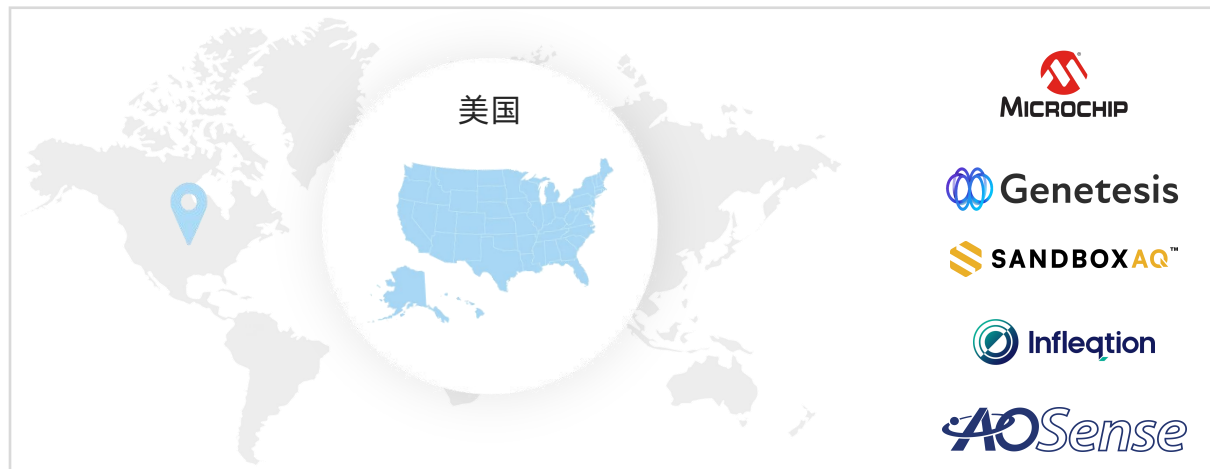 美国
MICROCHIP
Genetesis
SANDBOXAQ™
Infleqtion
AOSense